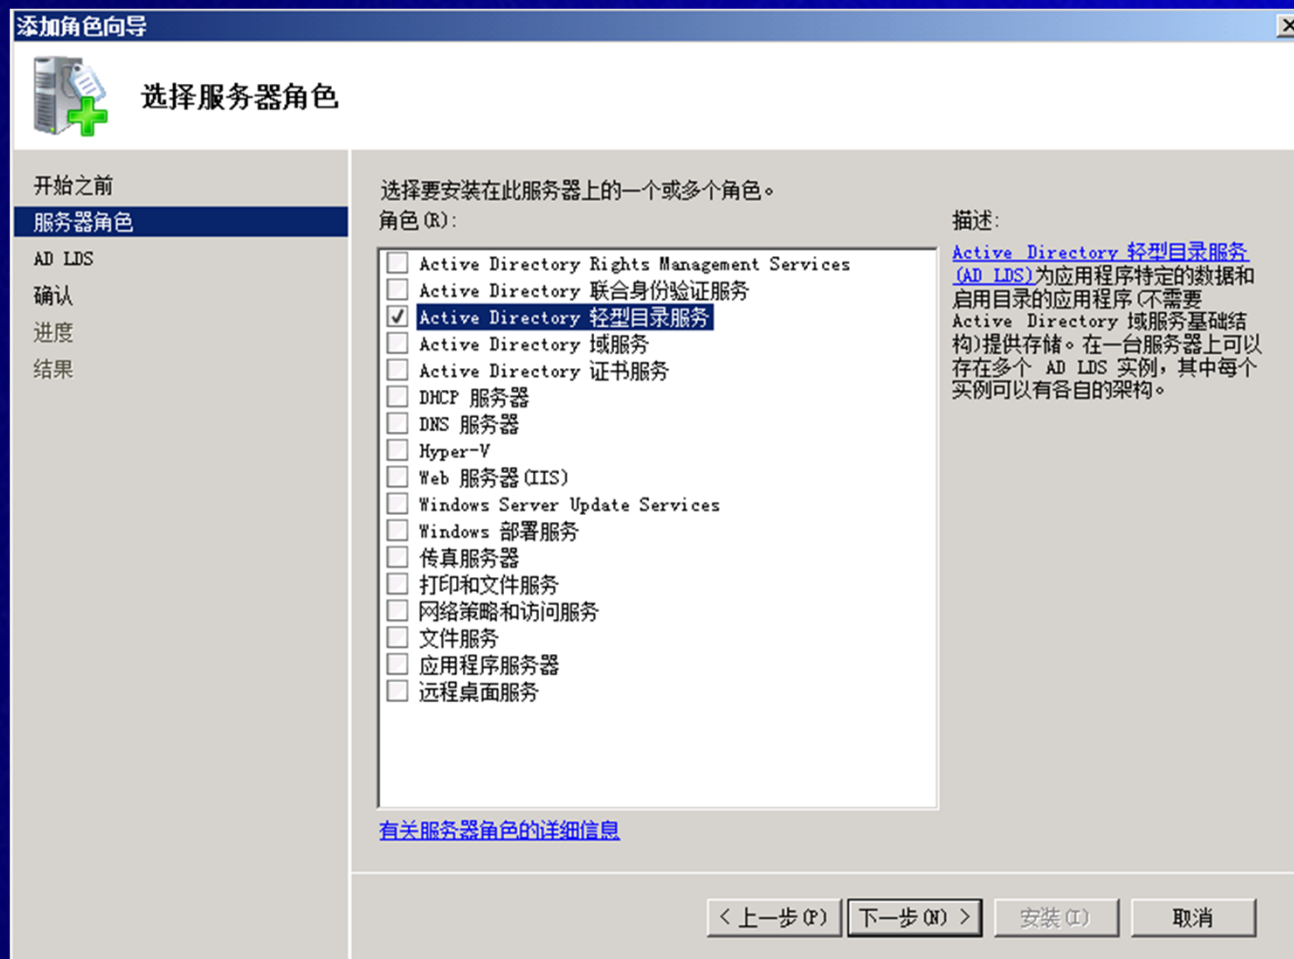 添加角色向导
选择服务器角色
开始之前
服务器角色
AD LDS
确认
进度
结果
选择要安装在此服务器上的一个或多个角色。
角色(R):
Active Directory Rights Management Services
Active Directory 联合身份验证服务
Active Directory 轻型目录服务
Active Directory 域服务
Active Directory 证书服务
DHCP 服务器
DNS 服务器
Hyper-V
Web 服务器(IIS)
Windows Server Update Services
Windows 部署服务
传真服务器
打印和文件服务
网络策略和访问服务
文件服务
应用程序服务器
远程桌面服务
有关服务器角色的详细信息
描述:
Active Directory 轻型目录服务
(AD LDS)为应用程序特定的数据和
启用目录的应用程序(不需要
Active Directory 域服务基础结
构)提供存储。在一台服务器上可以
存在多个 AD LDS 实例，其中每个
实例可以有各自的架构。
< 上一步(P)
下一步(N) >
安装(I)
取消